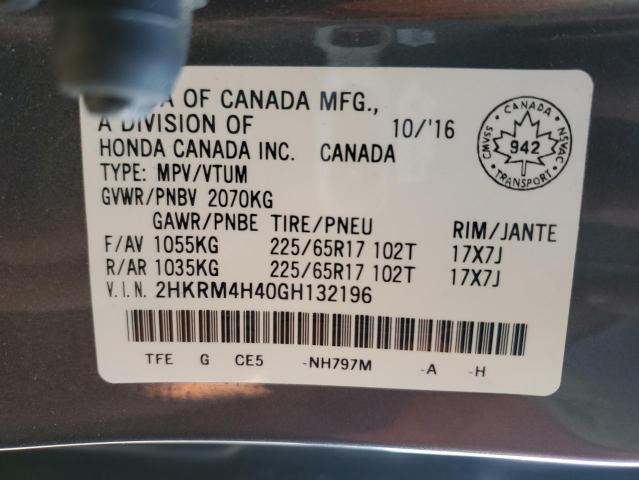 A OF CANADA MFG.,
A DIVISION OF 10/'16
HONDA CANADA INC. CANADA
TYPE: MPV/VTUM
GVWR/PNBV 2070KG
GAWR/PNBE TIRE/PNEU RIM/JANTE
F/AV 1055KG 225/65R17 102T 17X7J
R/AR 1035KG 225/65R17 102T 17X7J
V.I.N. 2HKRM4H40GH132196
TFE G CE5 -NH797M -A -H
CANADA
CMVSS 942 NSVAC
TRANSPORT